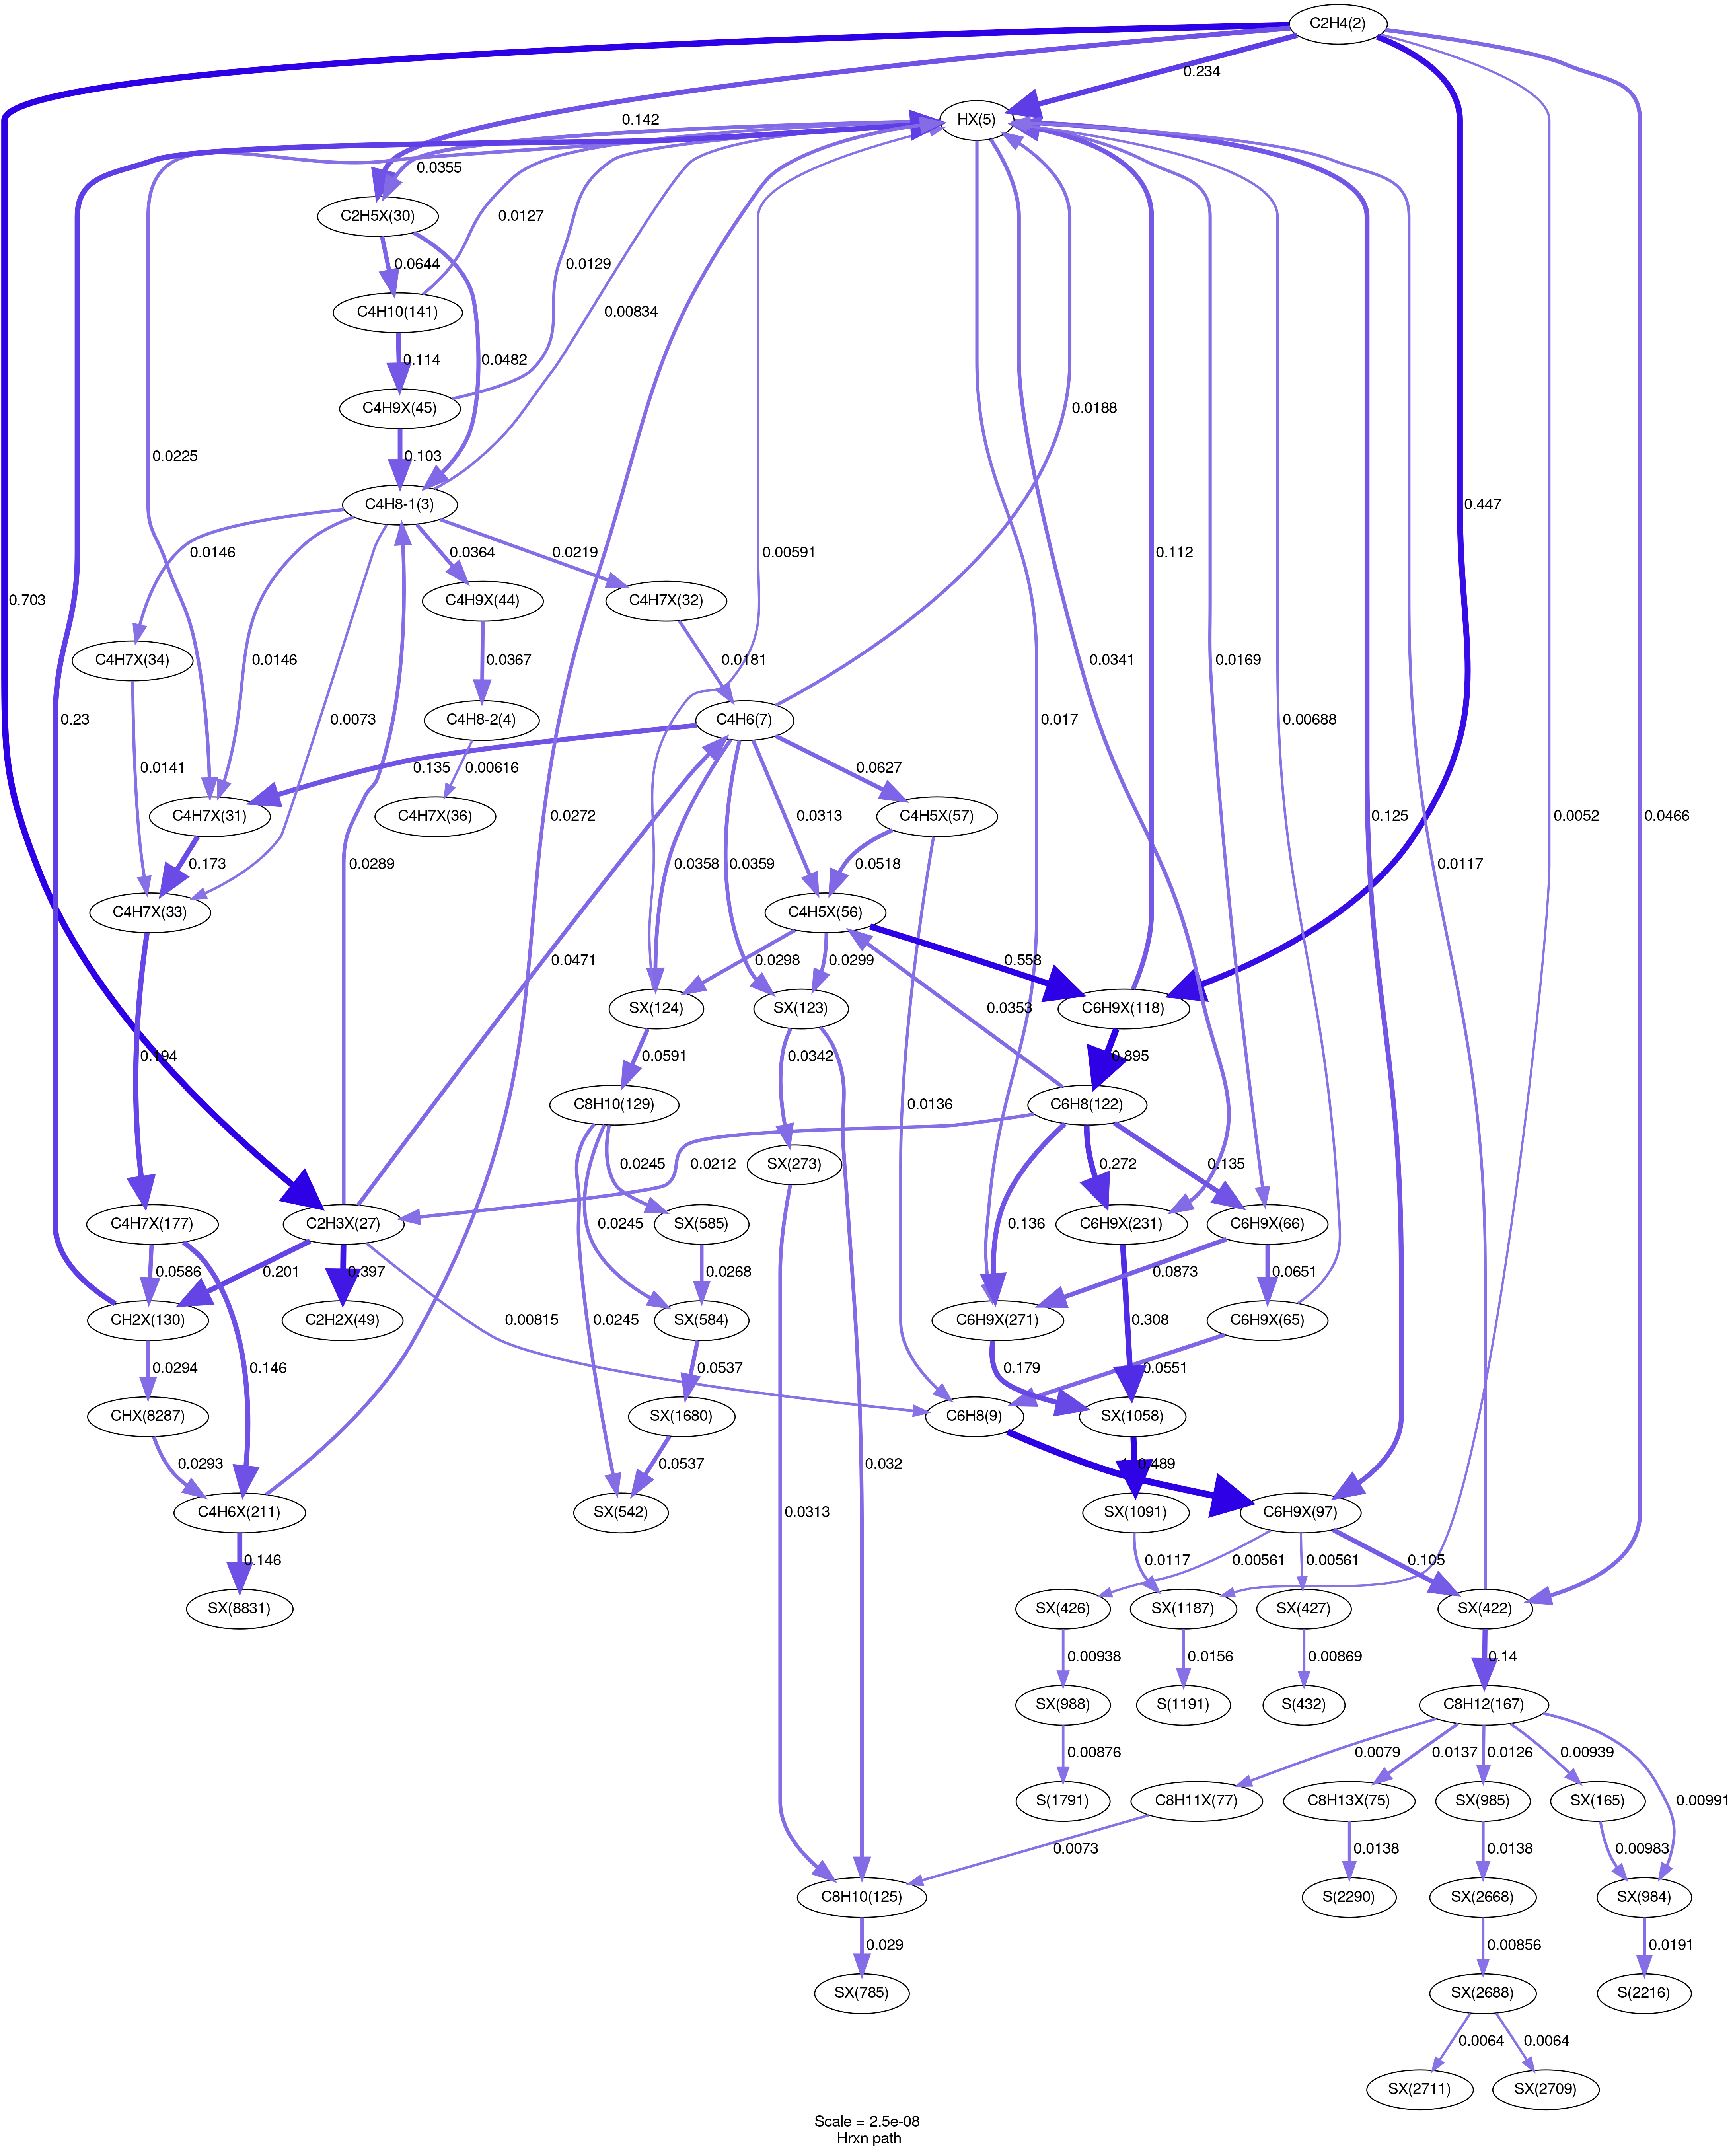 C2H4(2)
0.234
HX(5)
0.142
0.0355
C2H5X(30)
0.0127
0.0644
0.0129
C4H10(141)
0.00834
0.114
0.0482
C4H9X(45)
0.0188
0.0225
0.103
C4H8-1(3)
0.447
0.0146
0.0364
0.0219
0.00591
0.112
0.703
C4H9X(44)
C4H7X(32)
C4H7X(34)
0.0146
0.0367
0.0181
0.0341
0.0169
0.23
0.0073
C4H8-2(4)
C4H6(7)
0.017
0.00688
0.0141
0.135
0.00616
0.0627
C4H7X(31)
C4H7X(36)
0.0272
0.0313
C4H5X(57)
0.125
0.0117
0.0052
0.0466
0.173
0.0289
0.0358
0.0359
0.0518
C4H7X(33)
C4H5X(56)
0.0471
0.0298
0.0299
0.558
SX(124)
SX(123)
0.0353
C6H9X(118)
0.194
0.0591
0.0342
0.895
C8H10(129)
0.0136
C6H8(122)
0.0212
0.0245
SX(273)
0.272
0.135
C4H7X(177)
C2H3X(27)
0.0245
SX(585)
0.136
C6H9X(231)
C6H9X(66)
0.0586
0.201
0.397
0.0268
0.0873
0.0651
CH2X(130)
C2H2X(49)
0.00815
0.0245
SX(584)
C6H9X(271)
0.308
C6H9X(65)
0.0294
0.146
0.0537
0.179
0.0551
CHX(8287)
SX(1680)
C6H8(9)
SX(1058)
0.0293
0.0537
0.032
0.489
C4H6X(211)
SX(542)
0.0313
SX(1091)
C6H9X(97)
0.146
0.0117
0.00561
0.00561
0.105
SX(8831)
SX(426)
SX(1187)
SX(427)
SX(422)
0.00938
0.0156
0.00869
0.14
SX(988)
S(1191)
S(432)
C8H12(167)
0.00876
0.0079
0.0137
0.0126
0.00939
0.00991
S(1791)
C8H11X(77)
C8H13X(75)
SX(985)
SX(165)
0.0073
0.0138
0.0138
0.00983
C8H10(125)
S(2290)
SX(2668)
SX(984)
0.029
0.00856
0.0191
SX(785)
SX(2688)
S(2216)
0.0064
0.0064
SX(2711)
SX(2709)
Scale = 2.5e-08
Hrxn path